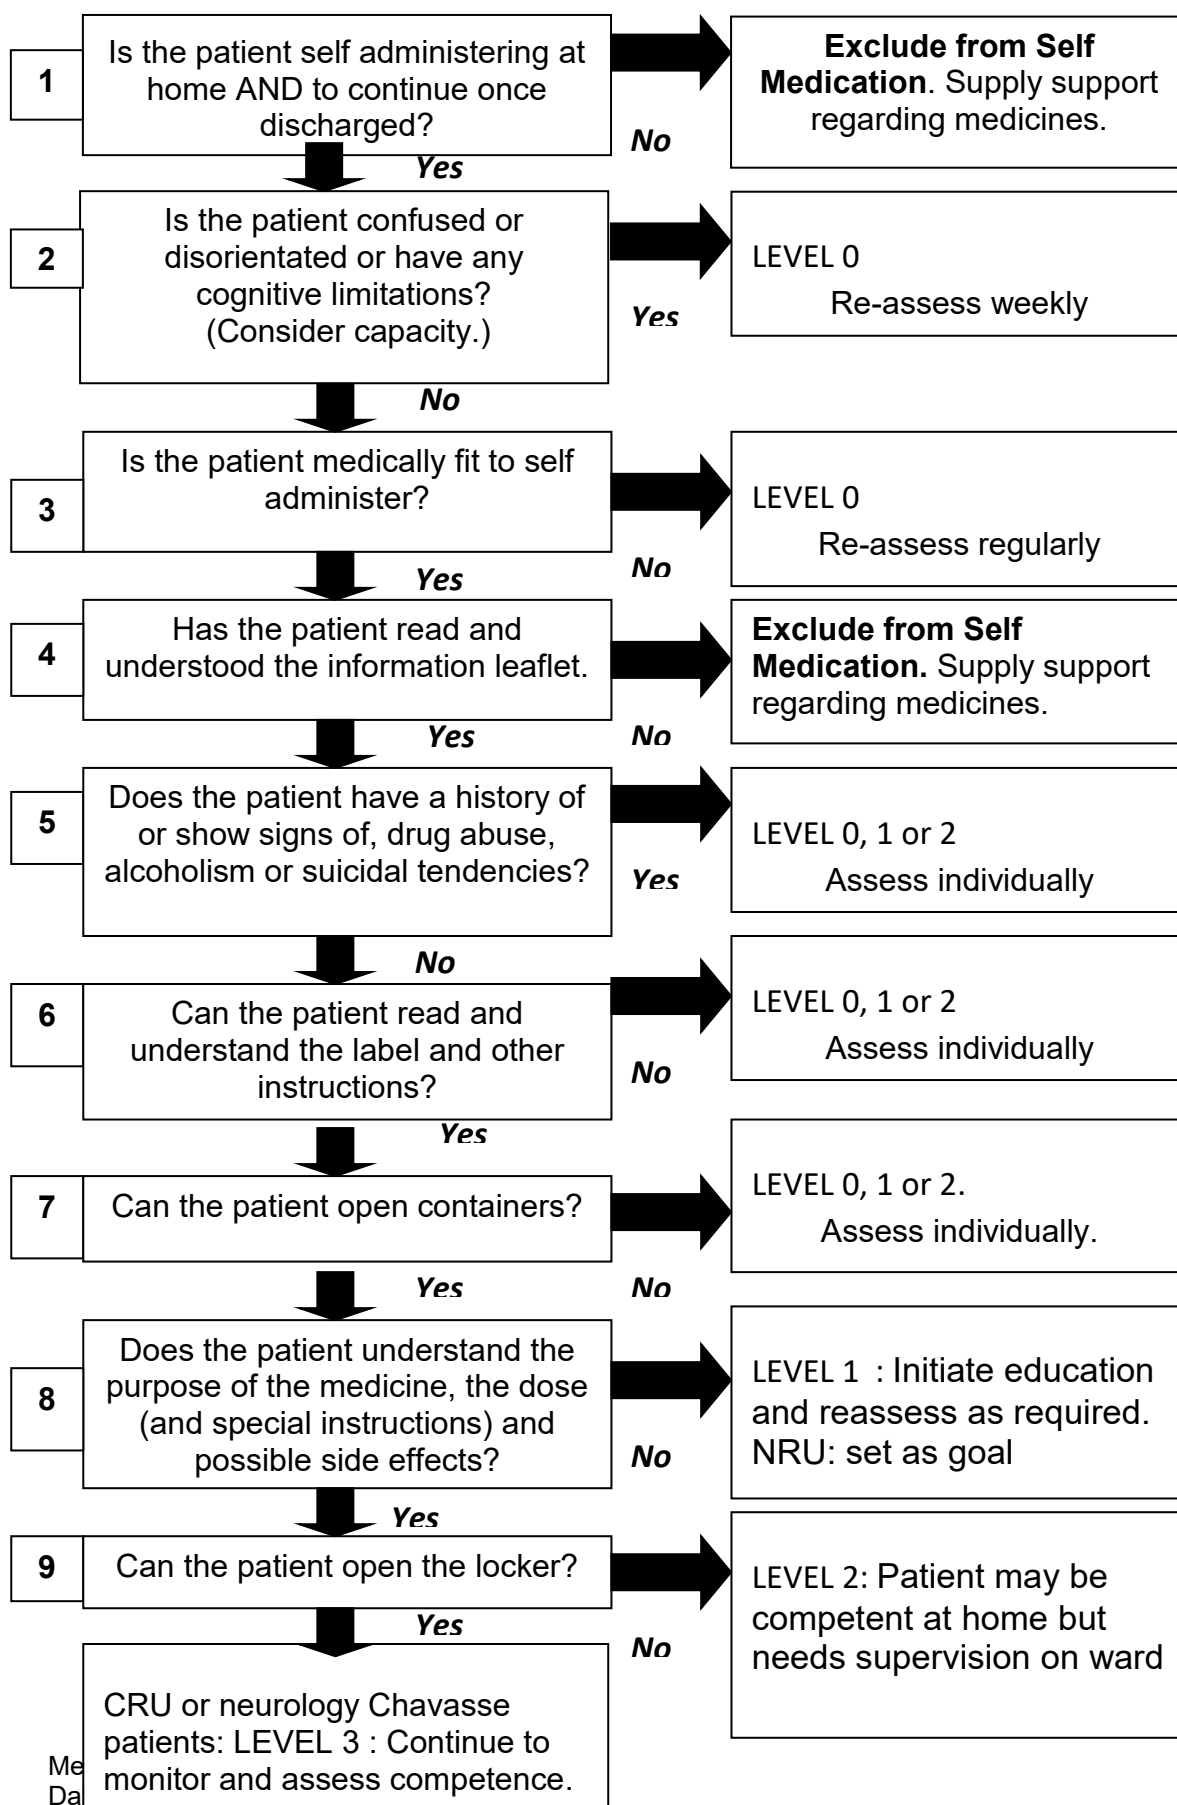 1
Is the patient self administering at
home AND to continue once
discharged?
No
Exclude from Self
Medication. Supply support
regarding medicines.
Yes
2
Is the patient confused or
disorientated or have any
cognitive limitations?
(Consider capacity.)
Yes
LEVEL 0
Re-assess weekly
No
3
Is the patient medically fit to self
administer?
No
LEVEL 0
Re-assess regularly
Yes
4
Has the patient read and
understood the information leaflet.
No
Exclude from Self
Medication. Supply support
regarding medicines.
Yes
5
Does the patient have a history of
or show signs of, drug abuse,
alcoholism or suicidal tendencies?
Yes
LEVEL 0, 1 or 2
Assess individually
No
6
Can the patient read and
understand the label and other
instructions?
No
LEVEL 0, 1 or 2
Assess individually
Yes
7
Can the patient open containers?
No
LEVEL 0, 1 or 2.
Assess individually.
Yes
8
Does the patient understand the
purpose of the medicine, the dose
(and special instructions) and
possible side effects?
No
LEVEL 1 : Initiate education
and reassess as required.
NRU: set as goal
Yes
9
Can the patient open the locker?
No
LEVEL 2: Patient may be
competent at home but
needs supervision on ward
Yes
CRU or neurology Chavasse
patients: LEVEL 3 : Continue to
monitor and assess competence.